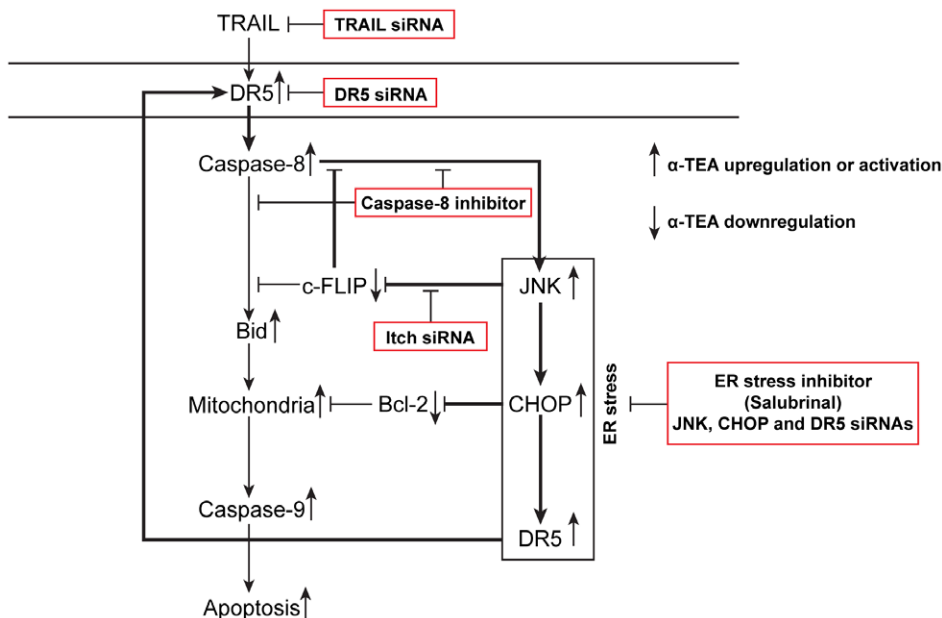 TRAIL
TRAIL siRNA
DR5
DR5 siRNA
Caspase-8
α-TEA upregulation or activation
Caspase-8 inhibitor
α-TEA downregulation
c-FLIP
JNK
Bid
Itch siRNA
ER stress
ER stress inhibitor
(Salubrinal)
JNK, CHOP and DR5 siRNAs
Mitochondria
Bcl-2
CHOP
Caspase-9
DR5
Apoptosis